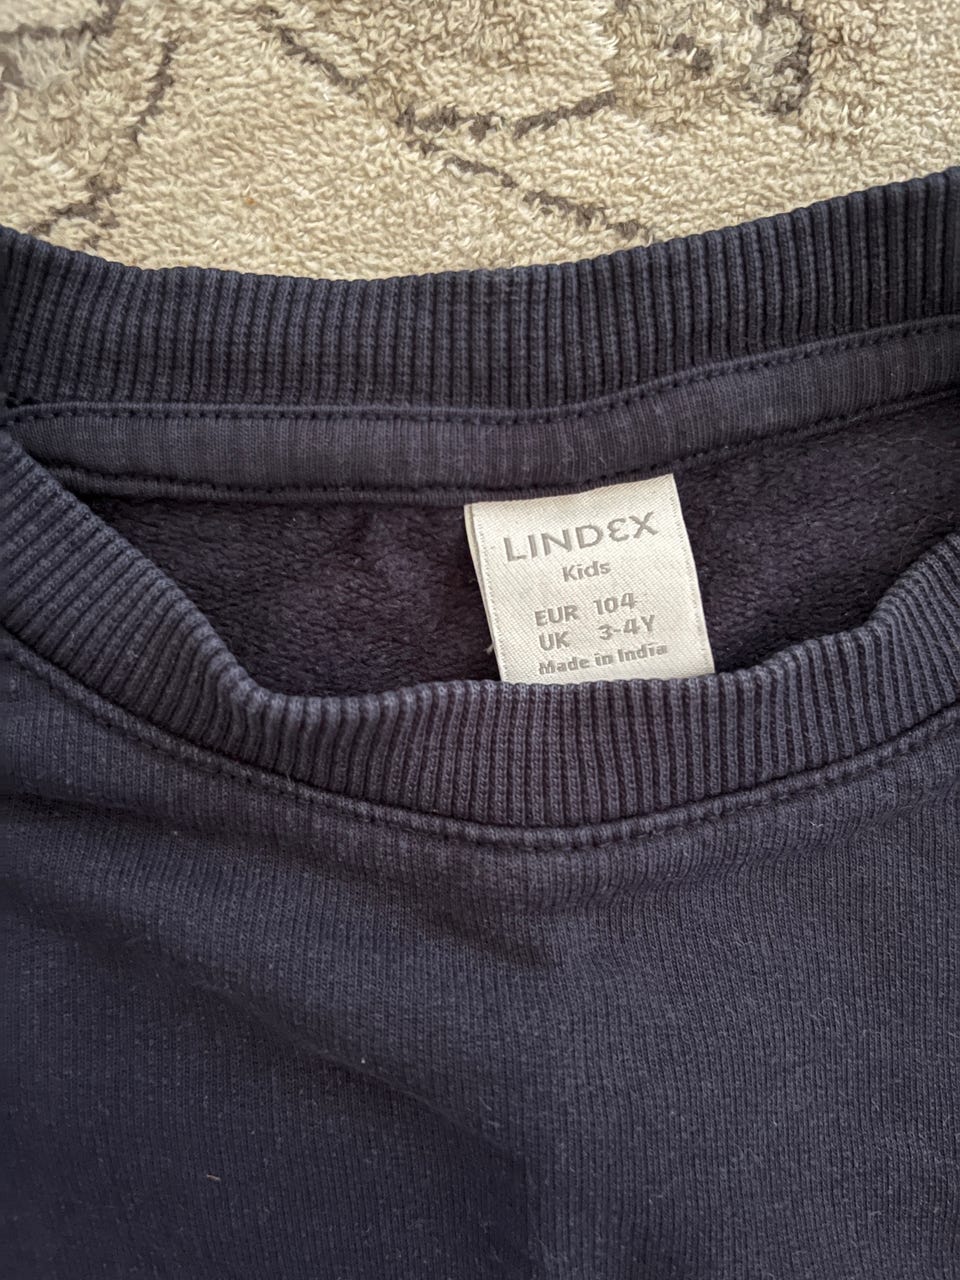 LINDEX
Kids
EUR 104
UK 3-4Y
Made in India